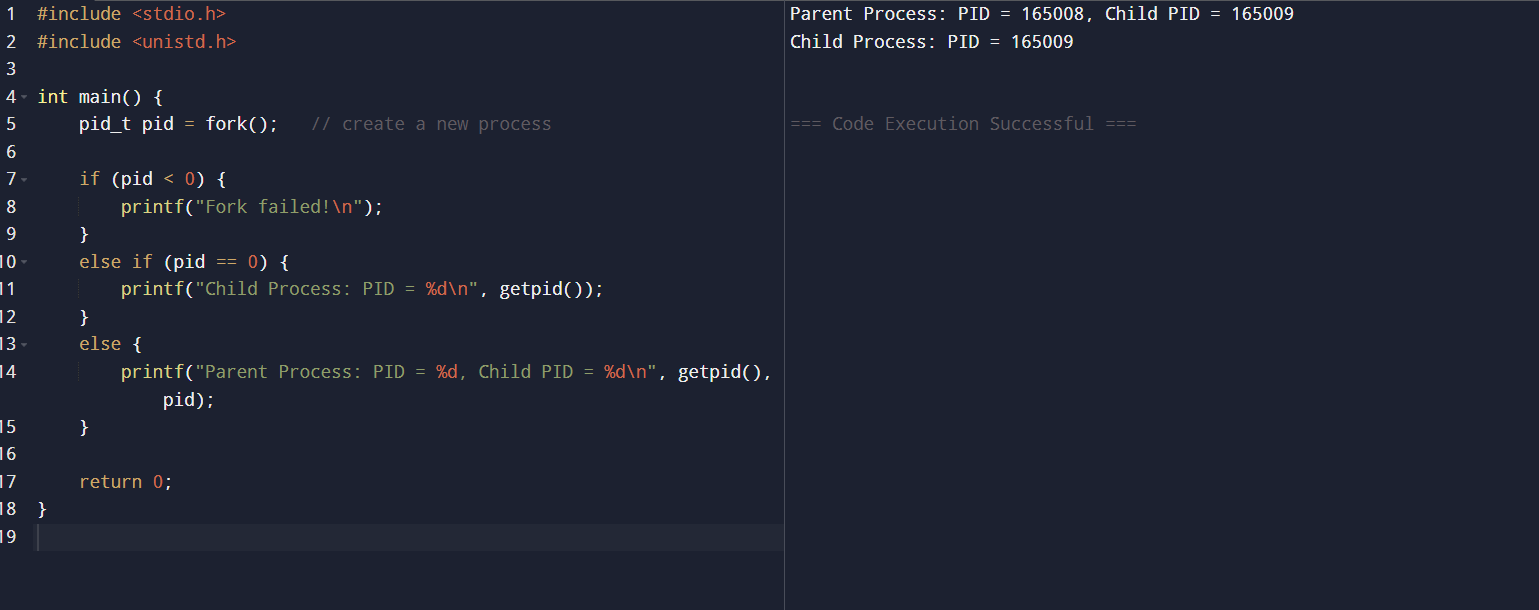 1 #include <stdio.h>
2 #include <unistd.h>
3
4 int main() {
5     pid_t pid = fork();   // create a new process
6
7     if (pid < 0) {
8         printf("Fork failed!\n");
9     }
10     else if (pid == 0) {
11         printf("Child Process: PID = %d\n", getpid());
12     }
13     else {
14         printf("Parent Process: PID = %d, Child PID = %d\n", getpid(),
            pid);
15     }
16
17     return 0;
18 }
19
Parent Process: PID = 165008, Child PID = 165009
Child Process: PID = 165009
=== Code Execution Successful ===